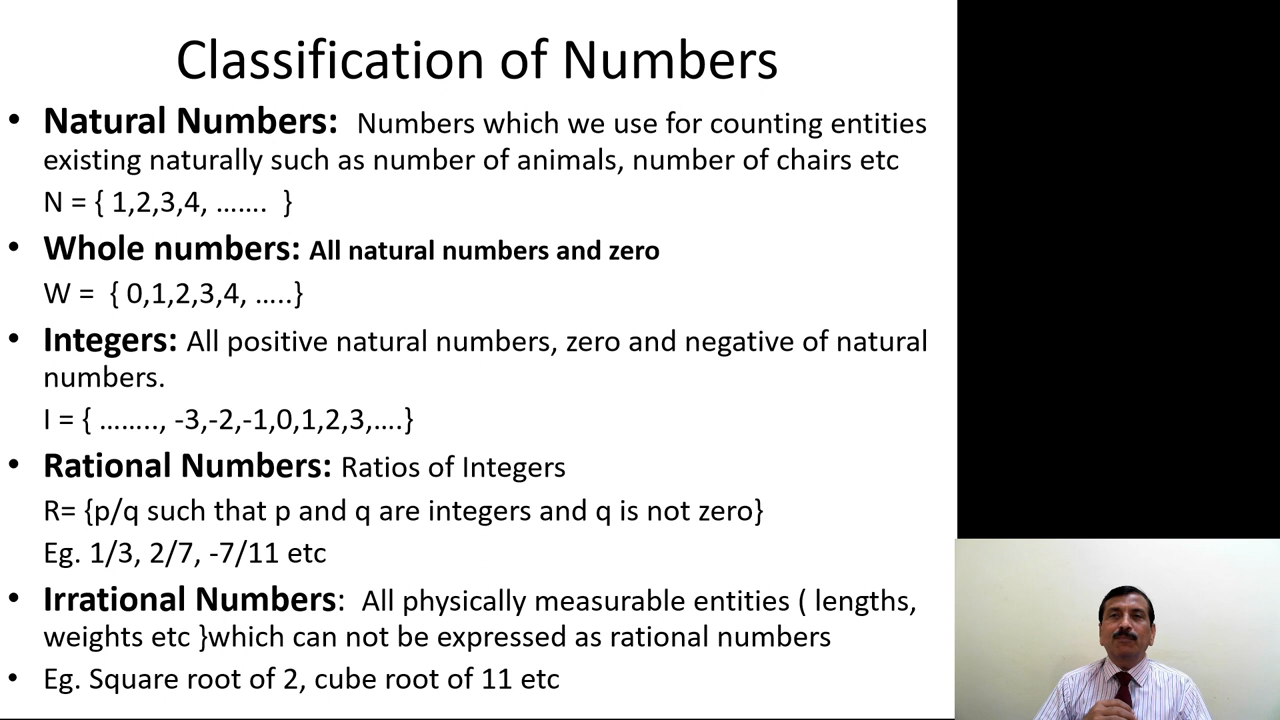 Classification of Numbers
• Natural Numbers: Numbers which we use for counting entities
existing naturally such as number of animals, number of chairs etc
N = { 1,2,3,4, ……. }
• Whole numbers: All natural numbers and zero
W = { 0,1,2,3,4, …..}
• Integers: All positive natural numbers, zero and negative of natural
numbers.
I = { …….., -3,-2,-1,0,1,2,3,….}
• Rational Numbers: Ratios of Integers
R= {p/q such that p and q are integers and q is not zero}
Eg. 1/3, 2/7, -7/11 etc
• Irrational Numbers: All physically measurable entities ( lengths,
weights etc }which can not be expressed as rational numbers
• Eg. Square root of 2, cube root of 11 etc